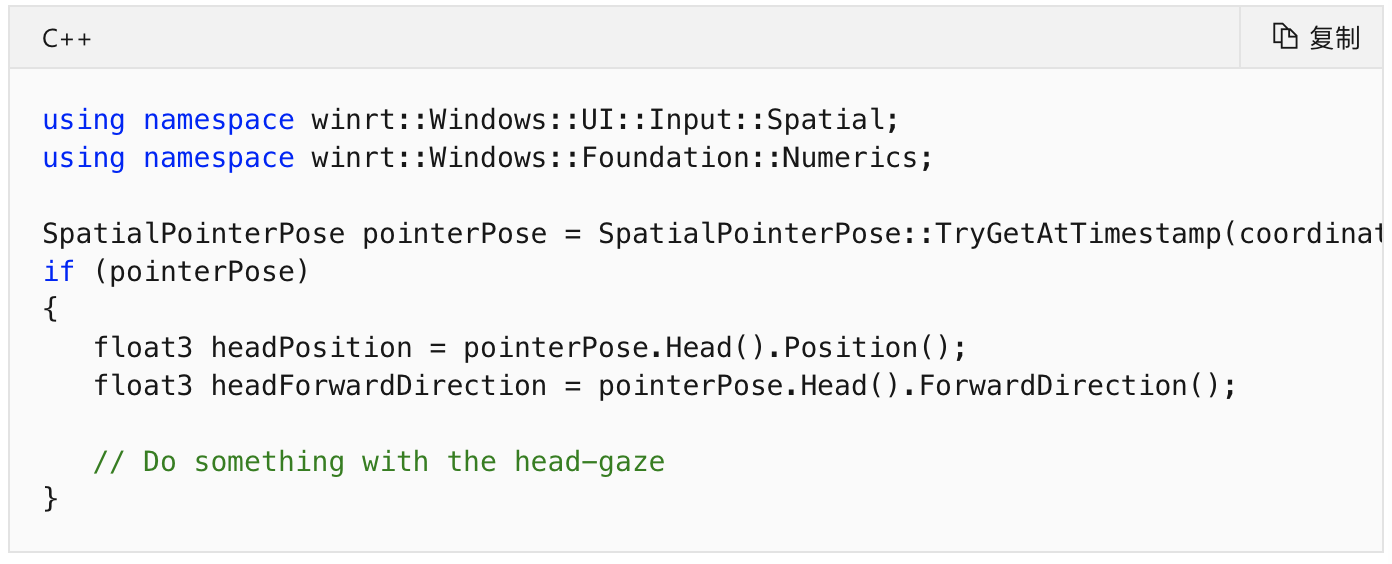 C++
复制
using namespace winrt::Windows::UI::Input::Spatial;
using namespace winrt::Windows::Foundation::Numerics;
SpatialPointerPose pointerPose = SpatialPointerPose::TryGetAtTimestamp(coordinat
if (pointerPose)
{
   float3 headPosition = pointerPose.Head().Position();
   float3 headForwardDirection = pointerPose.Head().ForwardDirection();
   // Do something with the head-gaze
}